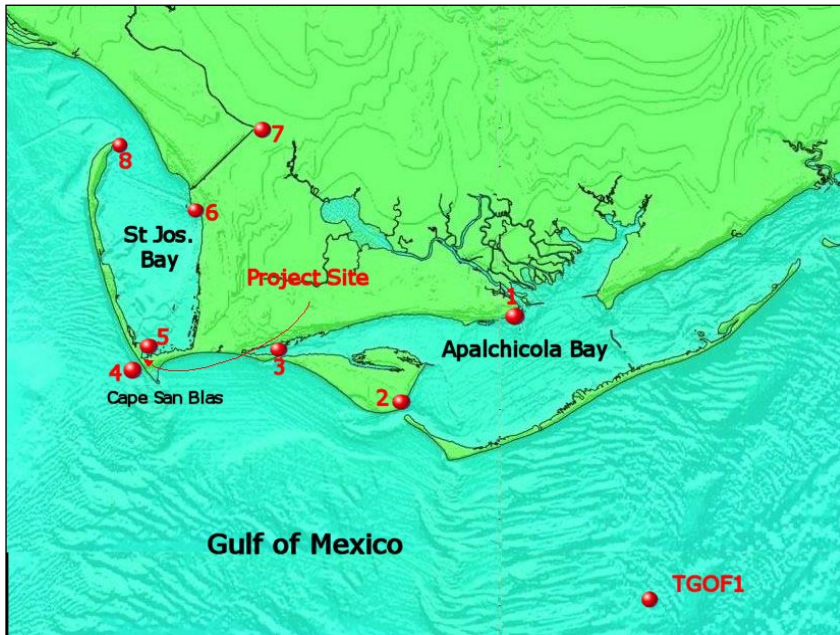 7
8
6
St Jos.
Bay
Project Site
1
5
3
Apalchicola Bay
4
Cape San Blas
2
Gulf of Mexico
TGOF1